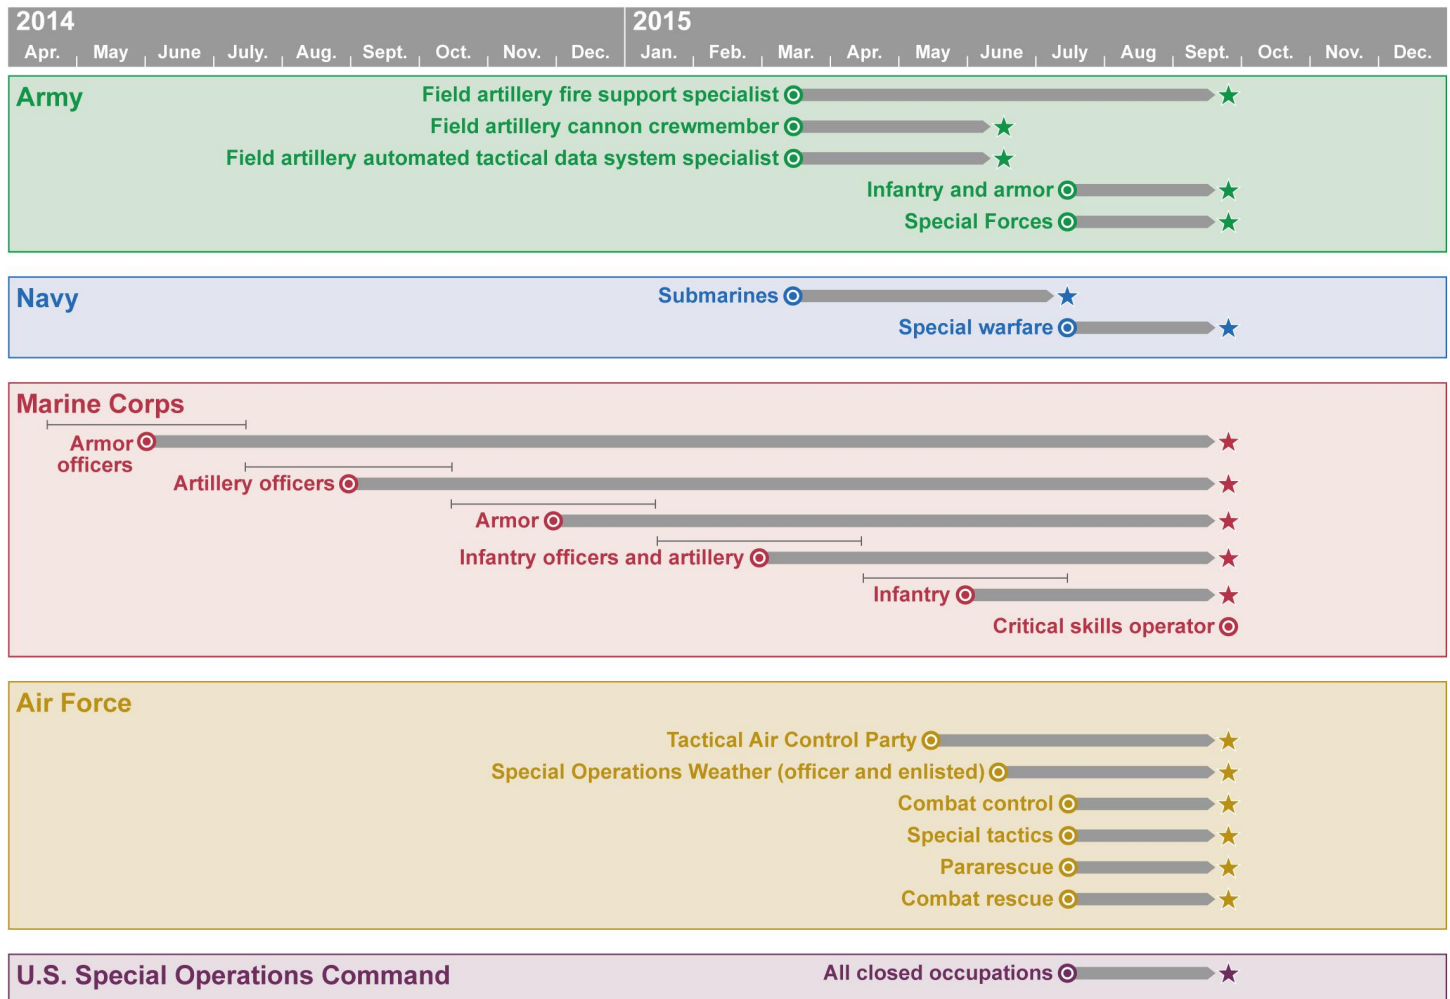 2014 2015
Apr. May June July. Aug. Sept. Oct. Nov. Dec. Jan. Feb. Mar. Apr. May June July Aug Sept. Oct. Nov. Dec.
Army
Field artillery fire support specialist
Field artillery cannon crewmember
Field artillery automated tactical data system specialist
Infantry and armor
Special Forces
Navy
Submarines
Special warfare
Marine Corps
Armor
officers
Artillery officers
Armor
Infantry officers and artillery
Infantry
Critical skills operator
Air Force
Tactical Air Control Party
Special Operations Weather (officer and enlisted)
Combat control
Special tactics
Pararescue
Combat rescue
U.S. Special Operations Command
All closed occupations